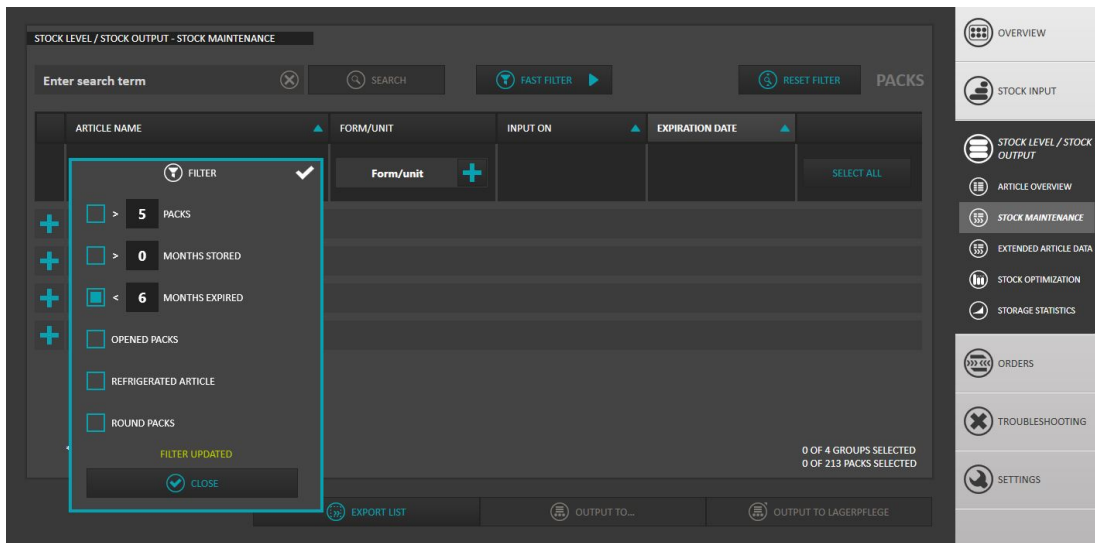 STOCK LEVEL / STOCK OUTPUT - STOCK MAINTENANCE
Enter search term
SEARCH
FAST FILTER
RESET FILTER
PACKS
ARTICLE NAME
FORM/UNIT
INPUT ON
EXPIRATION DATE
Form/unit
SELECT ALL
FILTER
> 5 PACKS
> 0 MONTHS STORED
< 6 MONTHS EXPIRED
OPENED PACKS
REFRIGERATED ARTICLE
ROUND PACKS
FILTER UPDATED
CLOSE
0 OF 4 GROUPS SELECTED
0 OF 213 PACKS SELECTED
EXPORT LIST
OUTPUT TO...
OUTPUT TO LAGERPFLEGE
OVERVIEW
STOCK INPUT
STOCK LEVEL / STOCK
OUTPUT
ARTICLE OVERVIEW
STOCK MAINTENANCE
EXTENDED ARTICLE DATA
STOCK OPTIMIZATION
STORAGE STATISTICS
ORDERS
TROUBLESHOOTING
SETTINGS